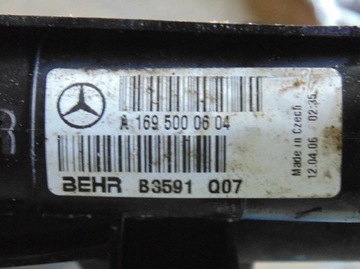 A 169 500 06 04
BEHR B3591 Q07
Made in Czech
12.04.06 02:35
R